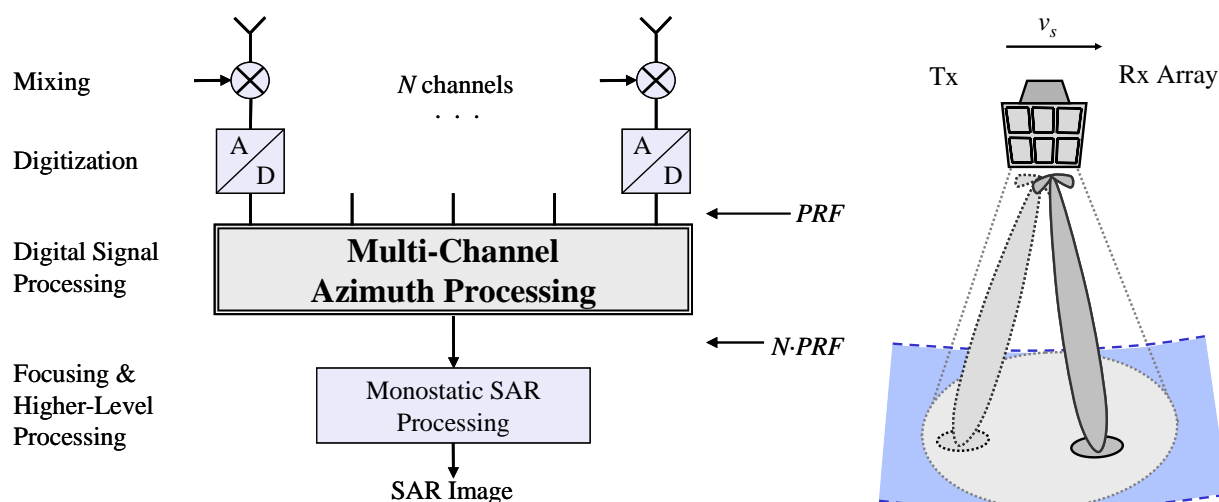 Mixing
N channels
. . .
Digitization
A
D
A
D
PRF
Digital Signal
Processing
Multi-Channel
Azimuth Processing
N·PRF
Focusing &
Higher-Level
Processing
Monostatic SAR
Processing
SAR Image
v_s
Tx
Rx Array